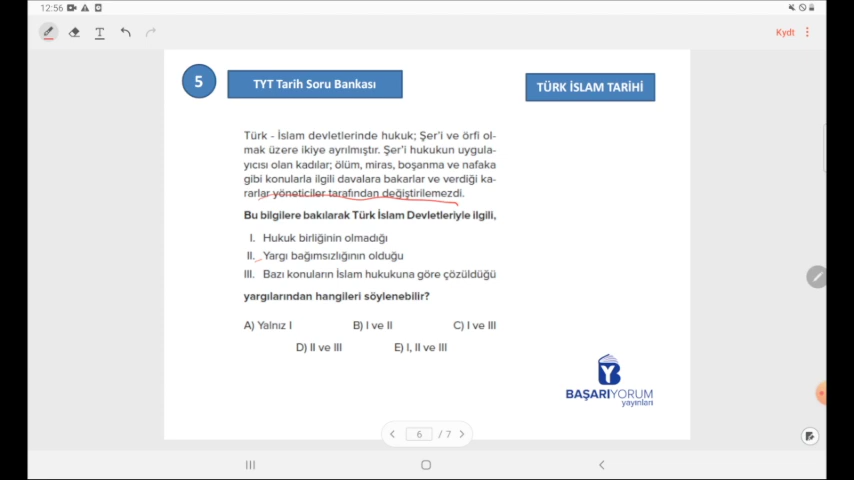 12:56
Kydt
5
TYT Tarih Soru Bankası
TÜRK İSLAM TARİHİ
Türk - İslam devletlerinde hukuk; Şer'i ve örfi ol-
mak üzere ikiye ayrılmıştır. Şer'i hukukun uygula-
yıcısı olan kadılar; ölüm, miras, boşanma ve nafaka
gibi konularla ilgili davalara bakarlar ve verdiği ka-
rarlar yöneticiler tarafından değiştirilemezdi.
Bu bilgilere bakılarak Türk İslam Devletleriyle ilgili,
I. Hukuk birliğinin olmadığı
II. Yargı bağımsızlığının olduğu
III. Bazı konuların İslam hukukuna göre çözüldüğü
yargılarından hangileri söylenebilir?
A) Yalnız I B) I ve II C) I ve III
D) II ve III E) I, II ve III
BAŞARIYORUM
yayınları
6 / 7